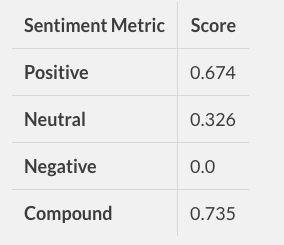 Sentiment Metric Score
Positive 0.674
Neutral 0.326
Negative 0.0
Compound 0.735